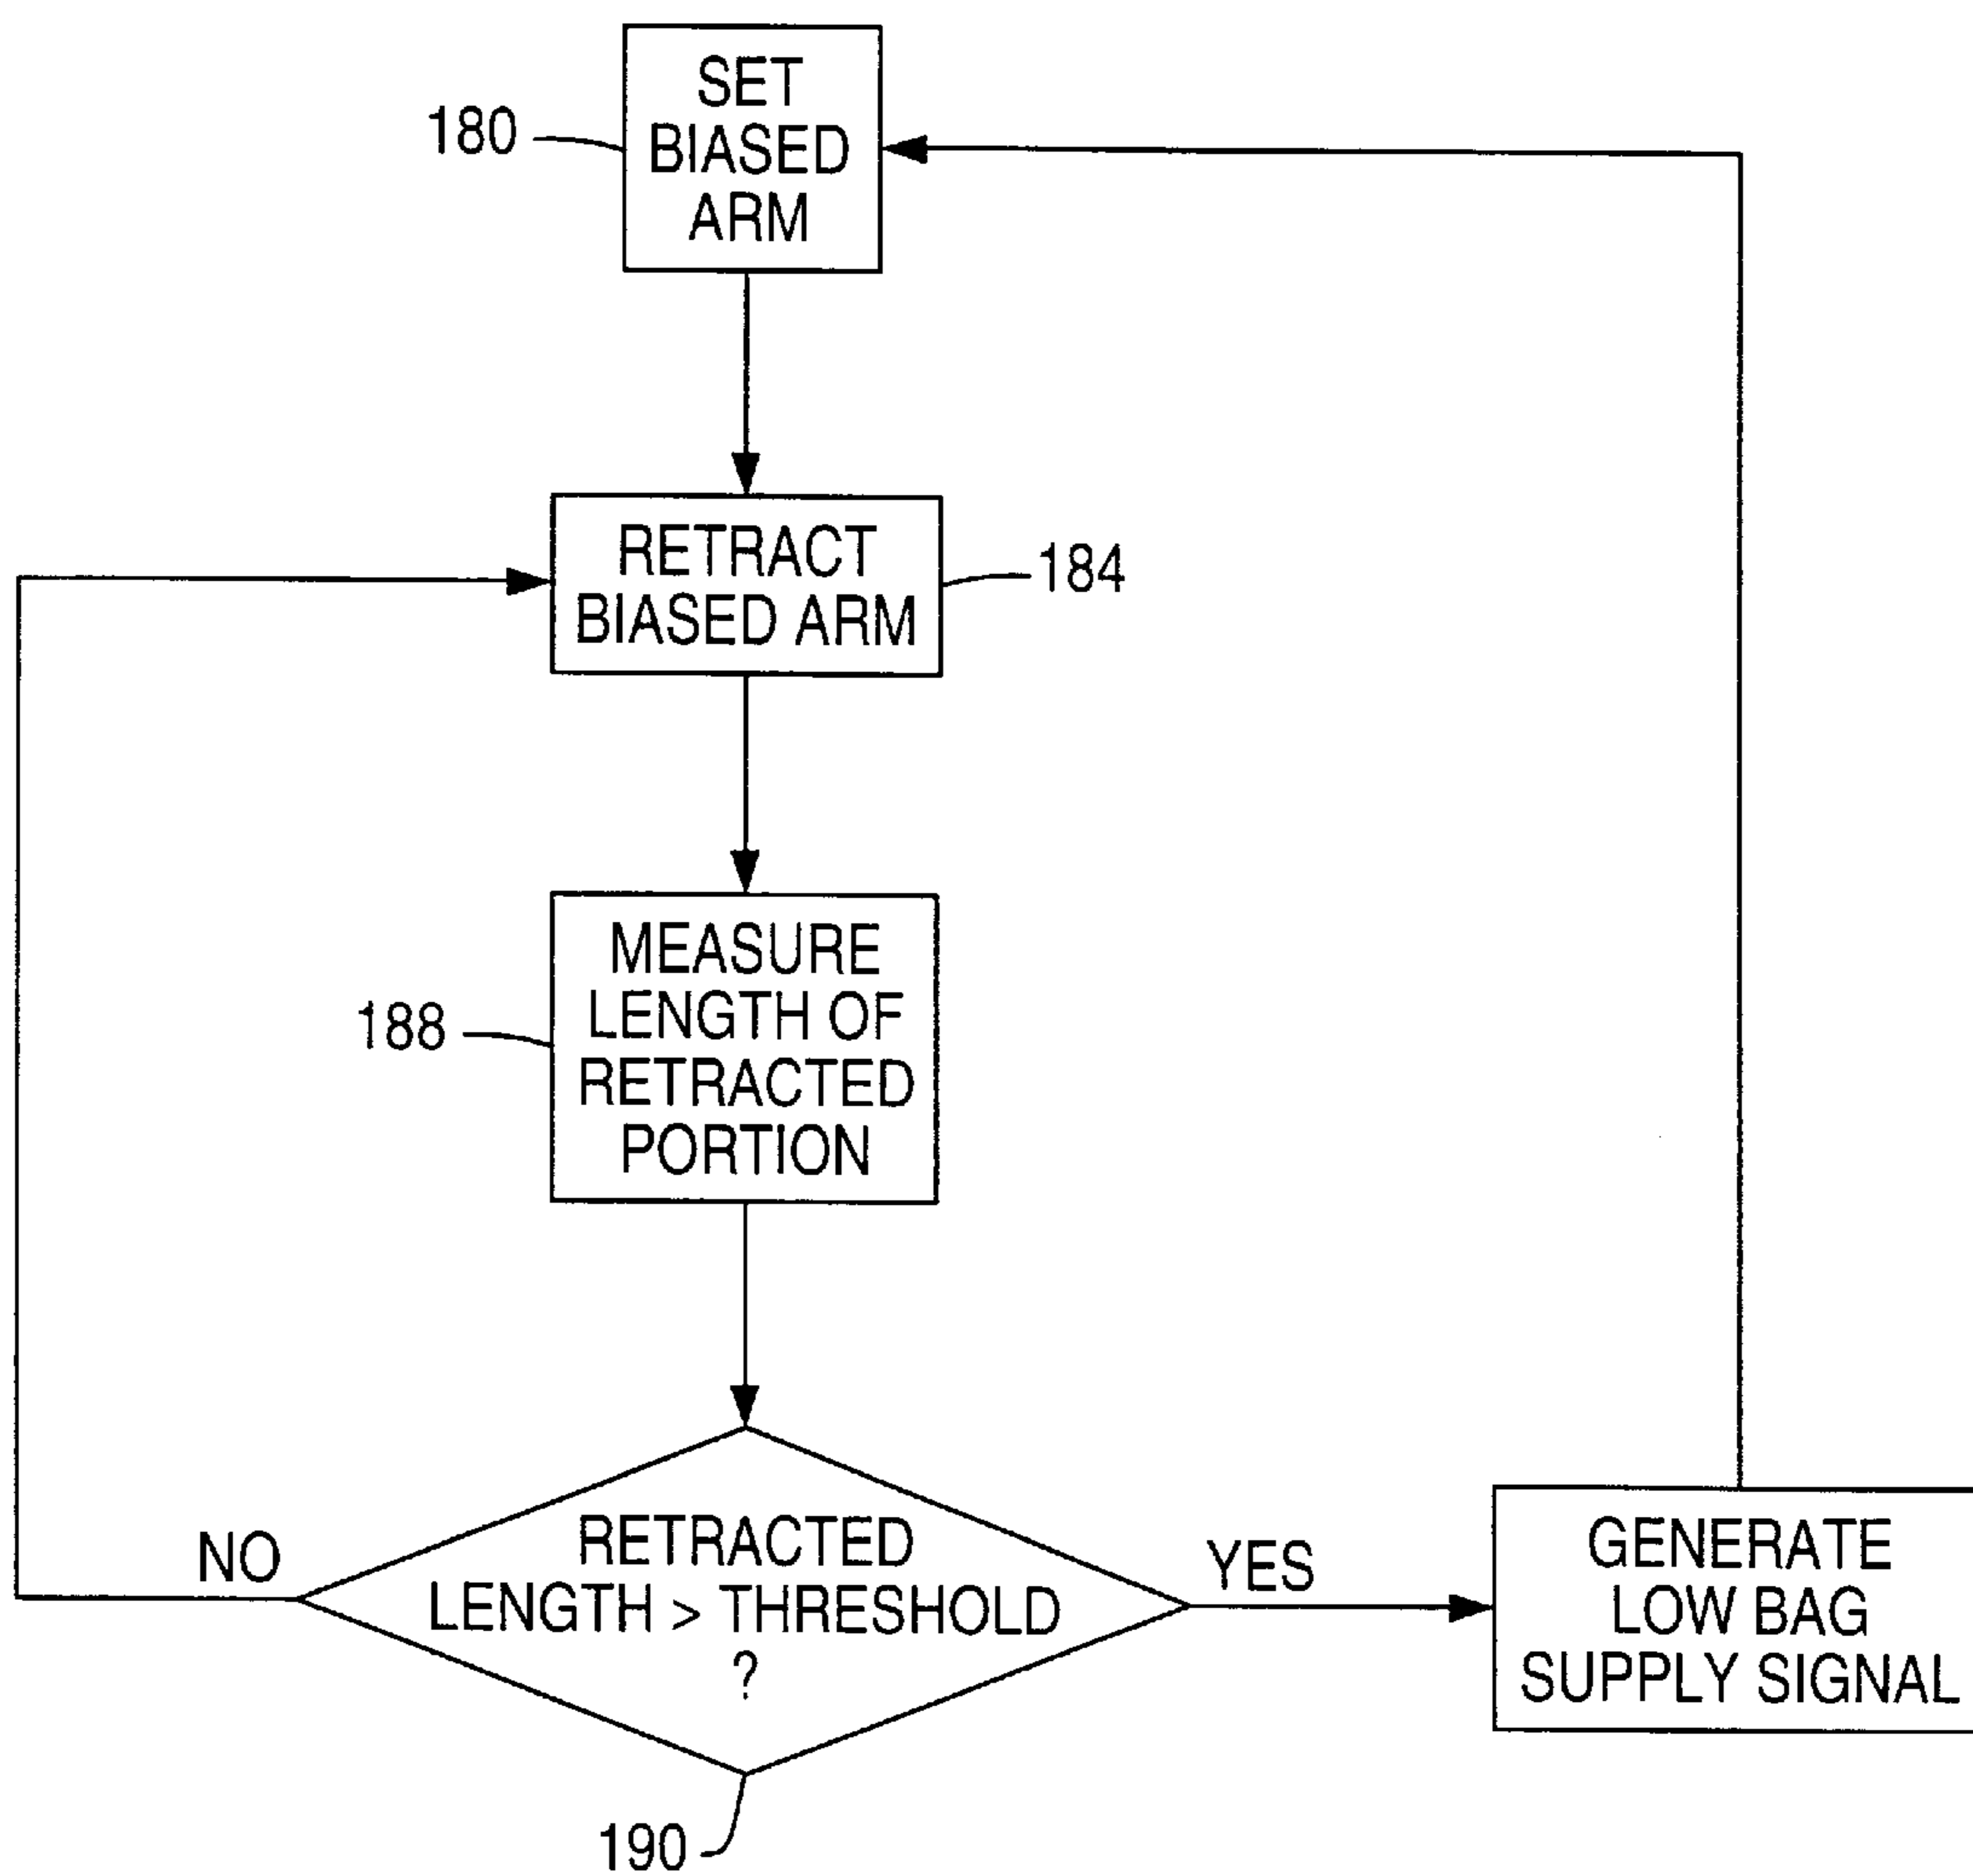 SET
BIASED
ARM
180
RETRACT
BIASED ARM
184
MEASURE
LENGTH OF
RETRACTED
PORTION
188
RETRACTED
LENGTH > THRESHOLD
?
NO
YES
GENERATE
LOW BAG
SUPPLY SIGNAL
190